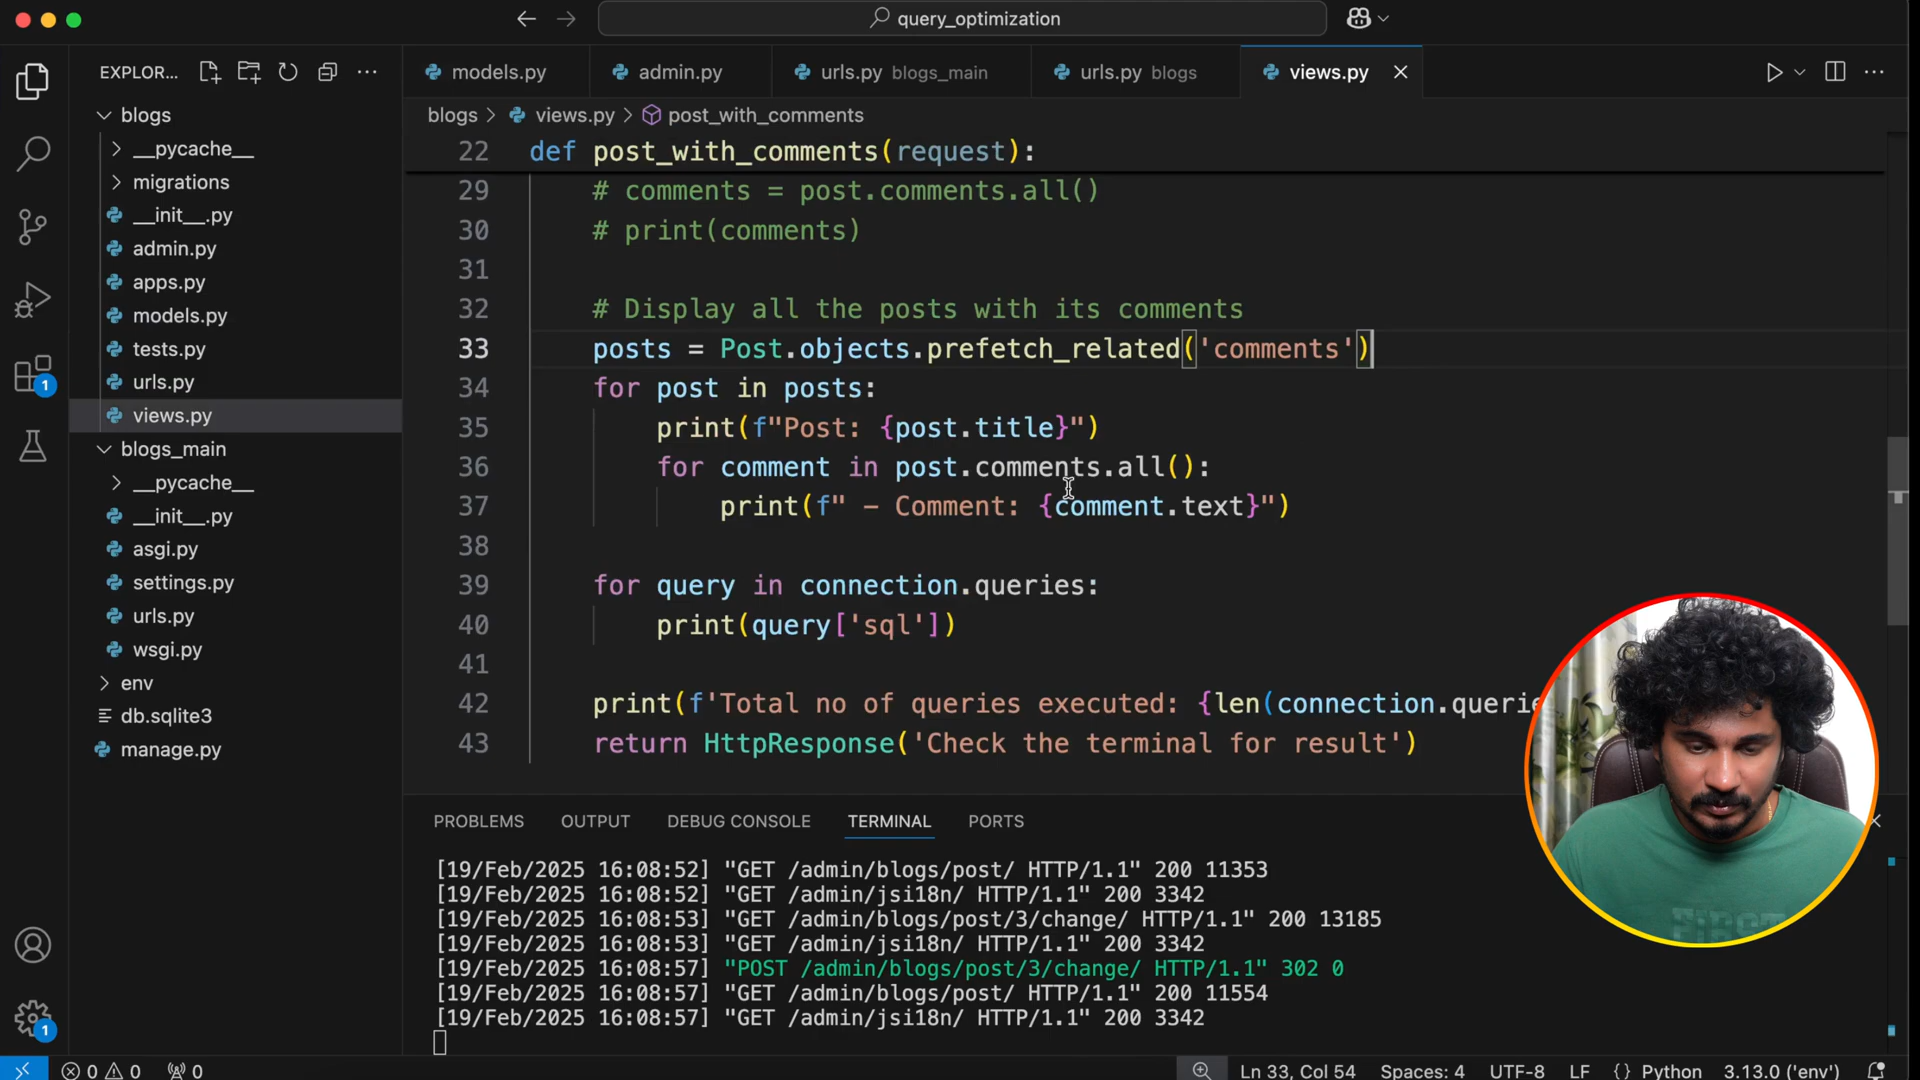 query_optimization
EXPLOR...
models.py
admin.py
urls.py blogs_main
urls.py blogs
views.py
blogs
__pycache__
migrations
__init__.py
admin.py
apps.py
models.py
tests.py
urls.py
views.py
blogs_main
__pycache__
__init__.py
asgi.py
settings.py
urls.py
wsgi.py
env
db.sqlite3
manage.py
1
1
blogs > views.py > post_with_comments
22 def post_with_comments(request):
29 # comments = post.comments.all()
30 # print(comments)
31
32 # Display all the posts with its comments
33 posts = Post.objects.prefetch_related('comments')
34 for post in posts:
35 print(f"Post: {post.title}")
36 for comment in post.comments.all():
37 print(f" - Comment: {comment.text}")
38
39 for query in connection.queries:
40 print(query['sql'])
41
42 print(f'Total no of queries executed: {len(connection.querie
43 return HttpResponse('Check the terminal for result')
PROBLEMS OUTPUT DEBUG CONSOLE TERMINAL PORTS
[19/Feb/2025 16:08:52] "GET /admin/blogs/post/ HTTP/1.1" 200 11353
[19/Feb/2025 16:08:52] "GET /admin/jsi18n/ HTTP/1.1" 200 3342
[19/Feb/2025 16:08:53] "GET /admin/blogs/post/3/change/ HTTP/1.1" 200 13185
[19/Feb/2025 16:08:53] "GET /admin/jsi18n/ HTTP/1.1" 200 3342
[19/Feb/2025 16:08:57] "POST /admin/blogs/post/3/change/ HTTP/1.1" 302 0
[19/Feb/2025 16:08:57] "GET /admin/blogs/post/ HTTP/1.1" 200 11554
[19/Feb/2025 16:08:57] "GET /admin/jsi18n/ HTTP/1.1" 200 3342
0 0 0 Ln 33, Col 54 Spaces: 4 UTF-8 LF {} Python 3.13.0 ('env')